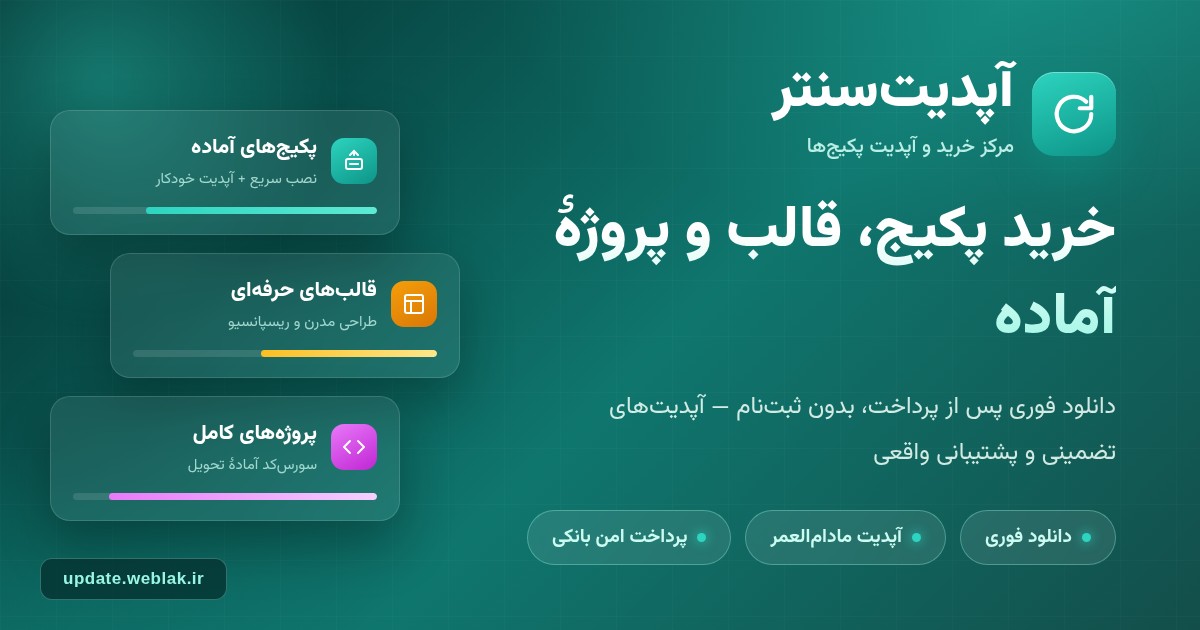 آپدیت‌سنتر
مرکز خرید و آپدیت پکیج‌ها
خرید پکیج، قالب و پروژهٔ
آماده
دانلود فوری پس از پرداخت، بدون ثبت‌نام — آپدیت‌های
تضمینی و پشتیبانی واقعی
دانلود فوری
آپدیت مادام‌العمر
پرداخت امن بانکی
پکیج‌های آماده
نصب سریع + آپدیت خودکار
قالب‌های حرفه‌ای
طراحی مدرن و ریسپانسیو
پروژه‌های کامل
سورس‌کد آمادهٔ تحویل
update.weblak.ir